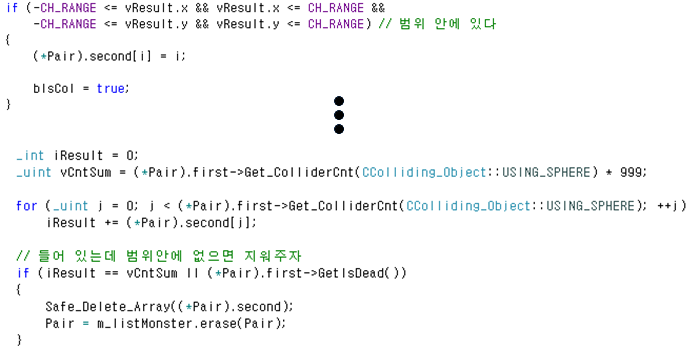 if (-CH_RANGE <= vResult.x && vResult.x <= CH_RANGE &&
-CH_RANGE <= vResult.y && vResult.y <= CH_RANGE) // 범위 안에 있다
{
(*Pair).second[i] = i;
bIsCol = true;
}
_int iResult = 0;
_uint vCntSum = (*Pair).first->Get_ColliderCnt(CColliding_Object::USING_SPHERE) * 999;
for (_uint j = 0; j < (*Pair).first->Get_ColliderCnt(CColliding_Object::USING_SPHERE); ++j)
iResult += (*Pair).second[j];
// 들어 있는데 범위안에 없으면 지워주자
if (iResult == vCntSum || (*Pair).first->GetIsDead())
{
Safe_Delete_Array((*Pair).second);
Pair = m_listMonster.erase(Pair);
}